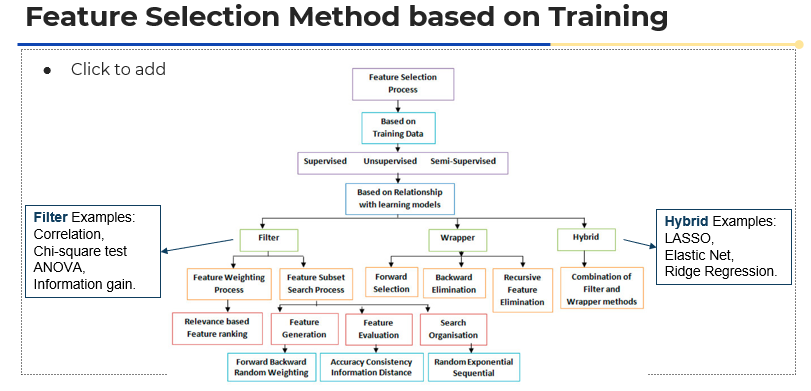 Feature Selection Method based on Training
● Click to add
Feature Selection
Process
Based on
Training Data
Supervised Unsupervised Semi-Supervised
Based on Relationship
with learning models
Filter Examples:
Correlation,
Chi-square test
ANOVA,
Information gain.
Filter
Wrapper
Hybrid
Hybrid Examples:
LASSO,
Elastic Net,
Ridge Regression.
Feature Weighting
Process
Feature Subset
Search Process
Forward
Selection
Backward
Elimination
Recursive
Feature
Elimination
Combination of
Filter and
Wrapper methods
Relevance based
Feature ranking
Feature
Generation
Feature
Evaluation
Search
Organisation
Forward Backward
Random Weighting
Accuracy Consistency
Information Distance
Random Exponential
Sequential